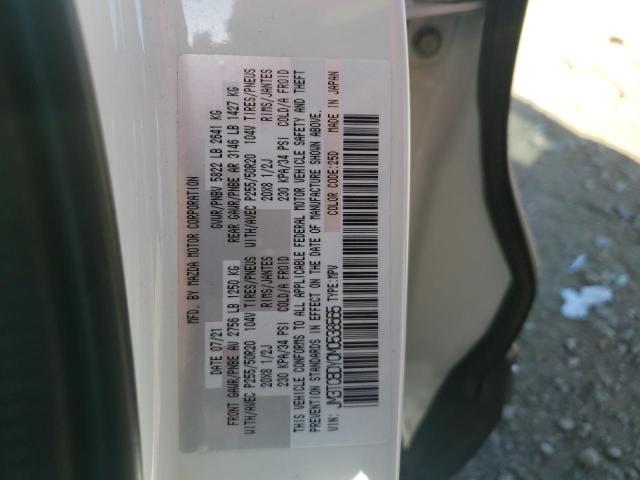 MFD. BY MAZDA MOTOR CORPORATION
DATE 07/21 GVWR/PNBV 5822 LB 2641 KG
FRONT GAWR/PNBE AV 2756 LB 1250 KG REAR GAWR/PNBE AR 3146 LB 1427 KG
WITH/AVEC P255/50R20 104V TIRES/PNEUS WITH/AVEC P255/50R20 104V TIRES/PNEUS
20X8 1/2J RIMS/JANTES 20X8 1/2J RIMS/JANTES
230 KPA/34 PSI COLD/A FROID 230 KPA/34 PSI COLD/A FROID
THIS VEHICLE CONFORMS TO ALL APPLICABLE FEDERAL MOTOR VEHICLE SAFETY AND THEFT
PREVENTION STANDARDS IN EFFECT ON THE DATE OF MANUFACTURE SHOWN ABOVE.
VIN: JM3TCBDY0M0538655 TYPE:MPV COLOR CODE:25D MADE IN JAPAN